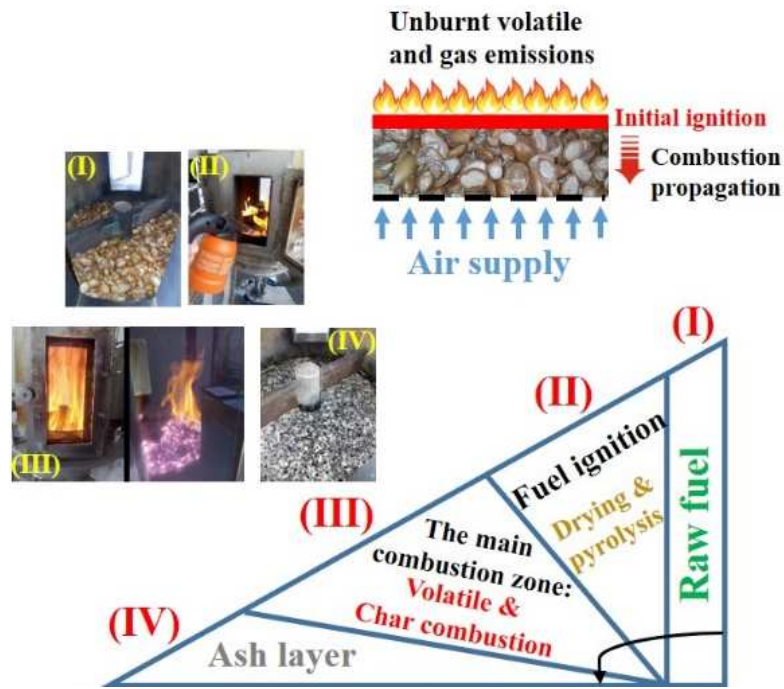 Unburnt volatile
and gas emissions
Initial ignition
Combustion
propagation
Air supply
(I)
(II)
(III)
(IV)
(I)
(II)
(III)
(IV)
Raw fuel
Fuel ignition
Drying &
pyrolysis
The main
combustion zone:
Volatile &
Char combustion
Ash layer